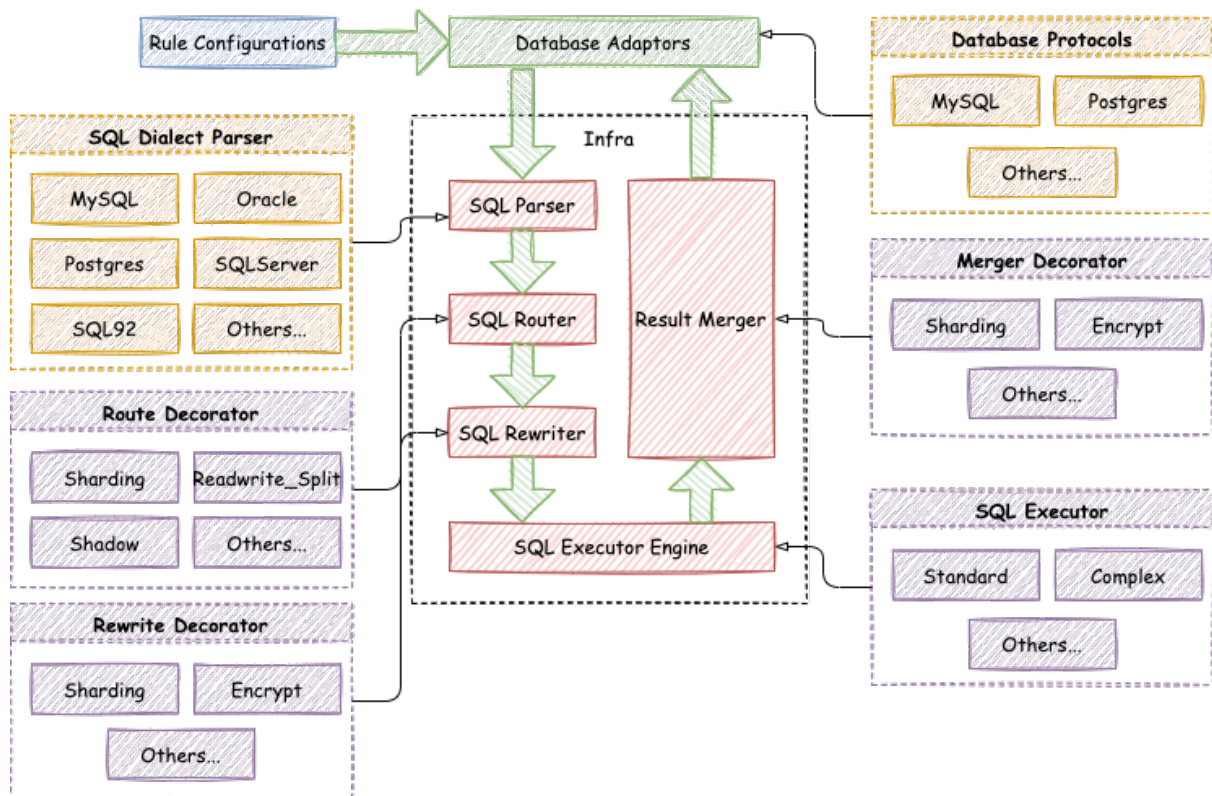 Rule Configurations
Database Adaptors
Database Protocols
MySQL
Postgres
Others...
SQL Dialect Parser
MySQL
Oracle
Postgres
SQLServer
SQL92
Others...
Infra
SQL Parser
SQL Router
SQL Rewriter
Result Merger
SQL Executor Engine
Merger Decorator
Sharding
Encrypt
Others...
Route Decorator
Sharding
Readwrite_Split
Shadow
Others...
SQL Executor
Standard
Complex
Others...
Rewrite Decorator
Sharding
Encrypt
Others...